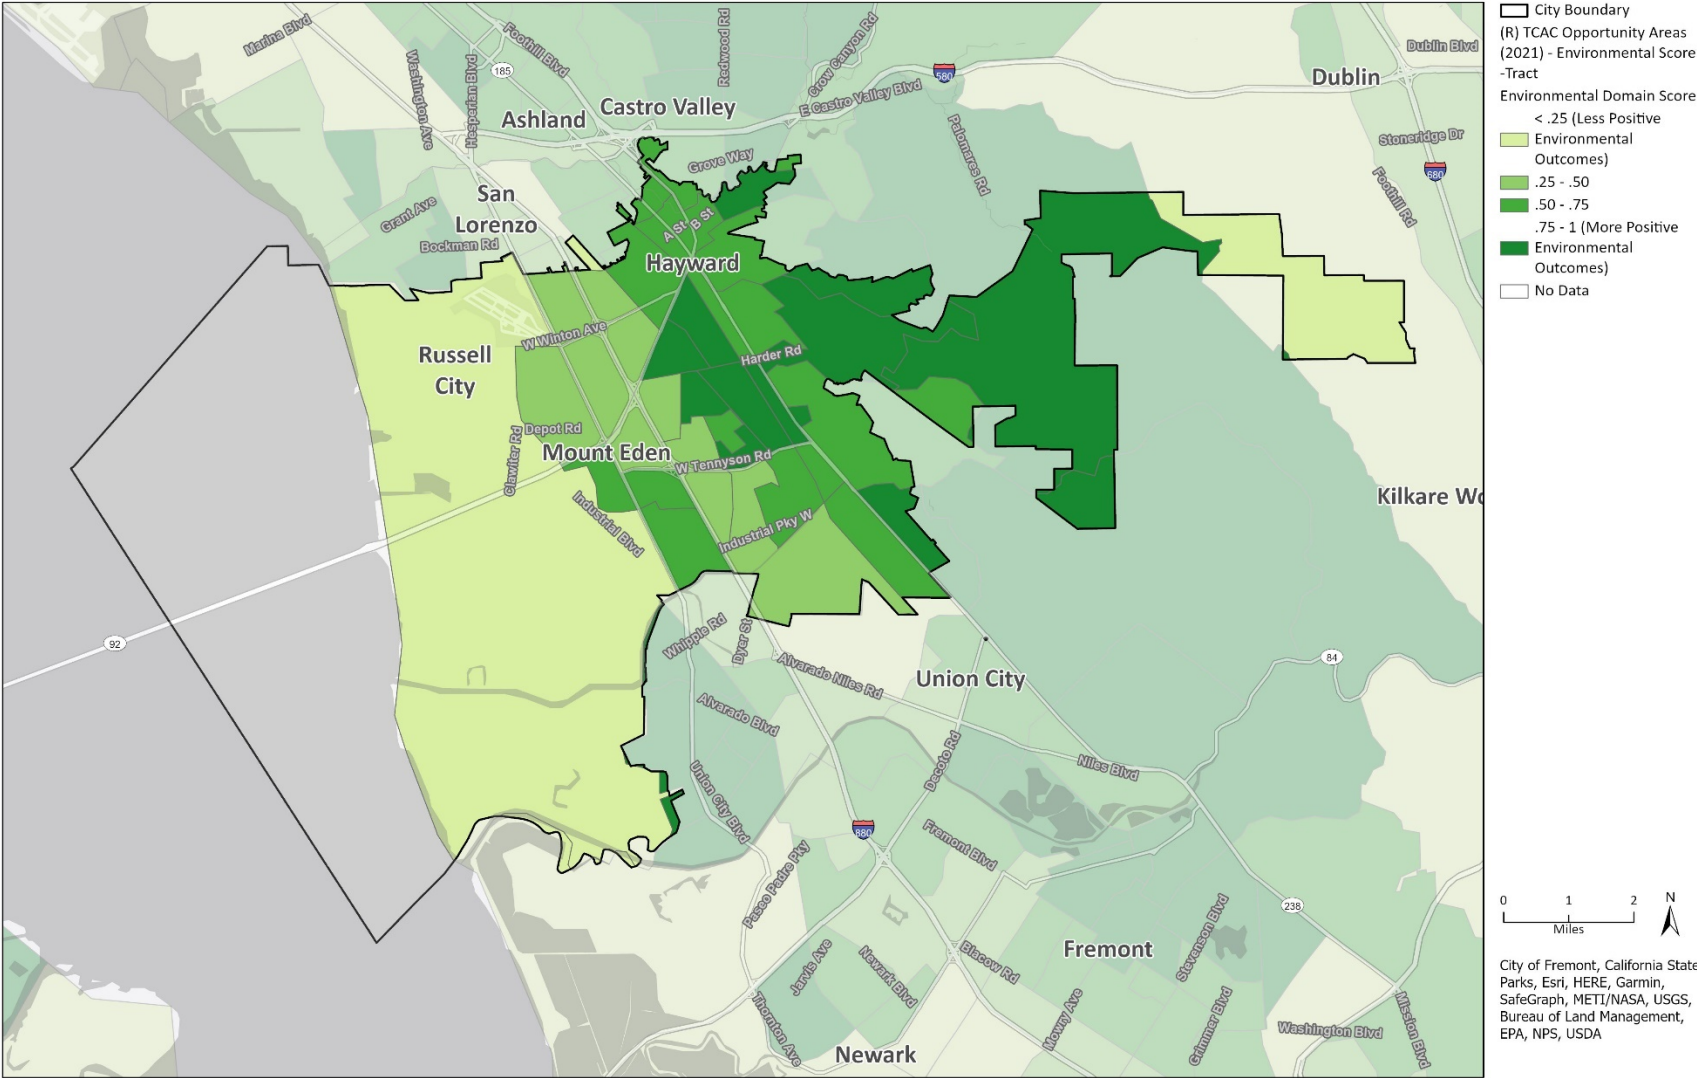 City Boundary
(R) TCAC Opportunity Areas
(2021) - Environmental Score
-Tract
Environmental Domain Score
< .25 (Less Positive
Environmental
Outcomes)
.25 - .50
.50 - .75
.75 - 1 (More Positive
Environmental
Outcomes)
No Data
Marina Blvd
Washington Ave
Hesperian Blvd
185
Foothill Blvd
Redwood Rd
Crow Canyon Rd
E Castro Valley Blvd
580
Dublin Blvd
Dublin
Ashland
Castro Valley
Stoneridge Dr
680
Foothill Rd
Palomares Rd
Grove Way
San
Lorenzo
Grant Ave
Bockman Rd
A St
B St
Hayward
W Winton Ave
Russell
City
Harder Rd
Depot Rd
Clawiter Rd
Mount Eden
W Tennyson Rd
Industrial Blvd
Industrial Pky W
Kilkare Wo
92
Whipple Rd
Dyer St
Alvarado Niles Rd
Union City
84
Alvarado Blvd
Union City Blvd
Decoto Rd
Niles Blvd
880
Fremont Blvd
Paseo Padre Pky
238
Fremont
Stevenson Blvd
Jarvis Ave
Newark Blvd
Blacow Rd
Thornton Ave
Mowry Ave
Grimmer Blvd
Washington Blvd
Mission Blvd
Newark
0 1 2
Miles
N
City of Fremont, California State
Parks, Esri, HERE, Garmin,
SafeGraph, METI/NASA, USGS,
Bureau of Land Management,
EPA, NPS, USDA